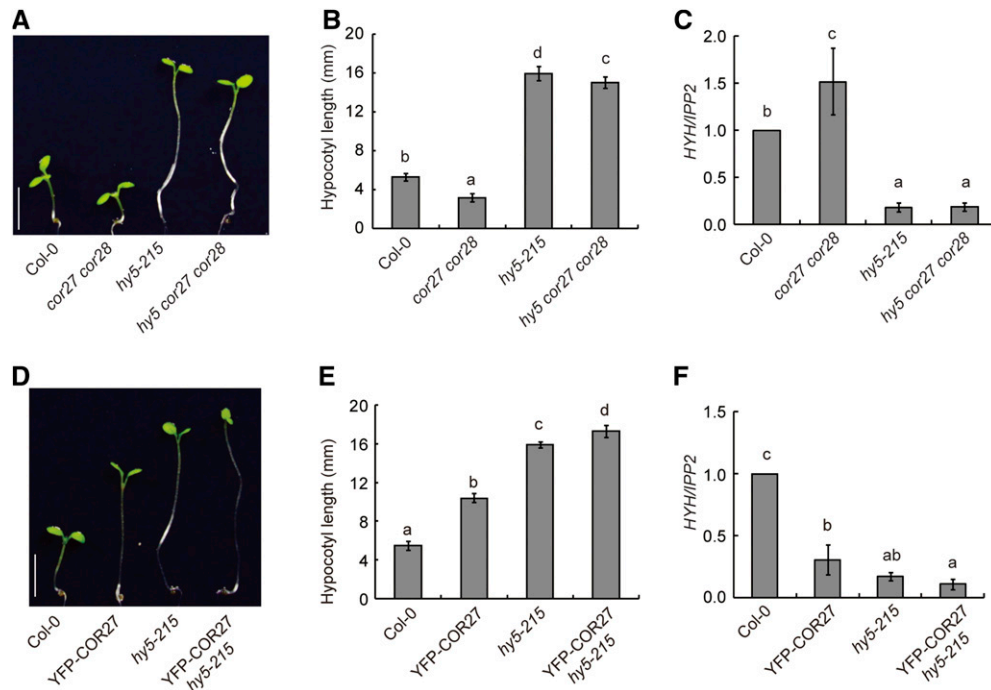 A
Col-0
cor27 cor28
hy5-215
hy5 cor27 cor28
B
Hypocotyl length (mm)
20
16
12
8
4
0
b
a
d
c
Col-0
cor27 cor28
hy5-215
hy5 cor27 cor28
C
HYH/IPP2
2.0
1.5
1.0
0.5
0.0
b
c
a
a
Col-0
cor27 cor28
hy5-215
hy5 cor27 cor28
D
Col-0
YFP-COR27
hy5-215
YFP-COR27
hy5-215
E
Hypocotyl length (mm)
20
16
12
8
4
0
a
b
c
d
Col-0
YFP-COR27
hy5-215
YFP-COR27
hy5-215
F
HYH/IPP2
1.5
1.0
0.5
0.0
c
b
ab
a
Col-0
YFP-COR27
hy5-215
YFP-COR27
hy5-215